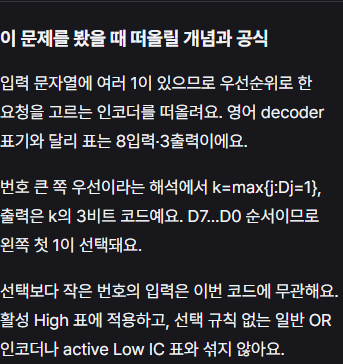 이 문제를 봤을 때 떠올릴 개념과 공식
입력 문자열에 여러 1이 있으므로 우선순위로 한
요청을 고르는 인코더를 떠올려요. 영어 decoder
표기와 달리 표는 8입력·3출력이에요.
번호 큰 쪽 우선이라는 해석에서 k=max{j:Dj=1},
출력은 k의 3비트 코드예요. D7…D0 순서이므로
왼쪽 첫 1이 선택돼요.
선택보다 작은 번호의 입력은 이번 코드에 무관해요.
활성 High 표에 적용하고, 선택 규칙 없는 일반 OR
인코더나 active Low IC 표와 섞지 않아요.